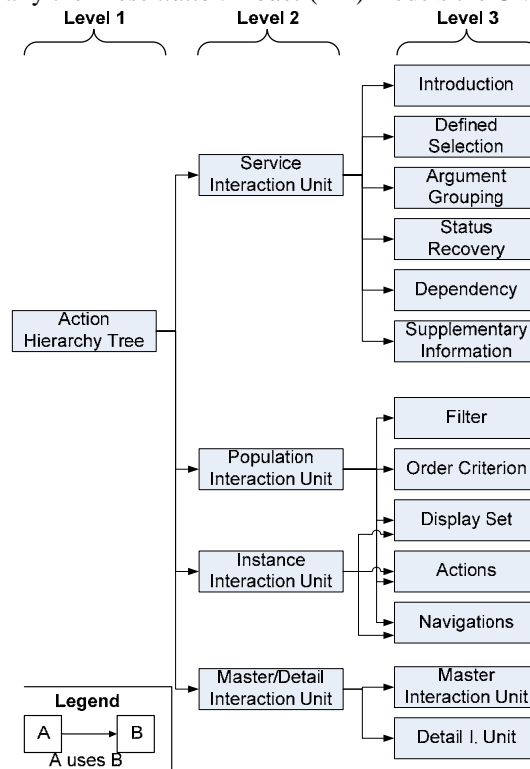 Level 1
Level 2
Level 3
Introduction
Defined
Selection
Service
Interaction Unit
Argument
Grouping
Status
Recovery
Dependency
Action
Hierarchy Tree
Supplementary
Information
Filter
Population
Interaction Unit
Order Criterion
Display Set
Instance
Interaction Unit
Actions
Navigations
Master/Detail
Interaction Unit
Master
Interaction Unit
Detail I. Unit
Legend
A
B
A uses B